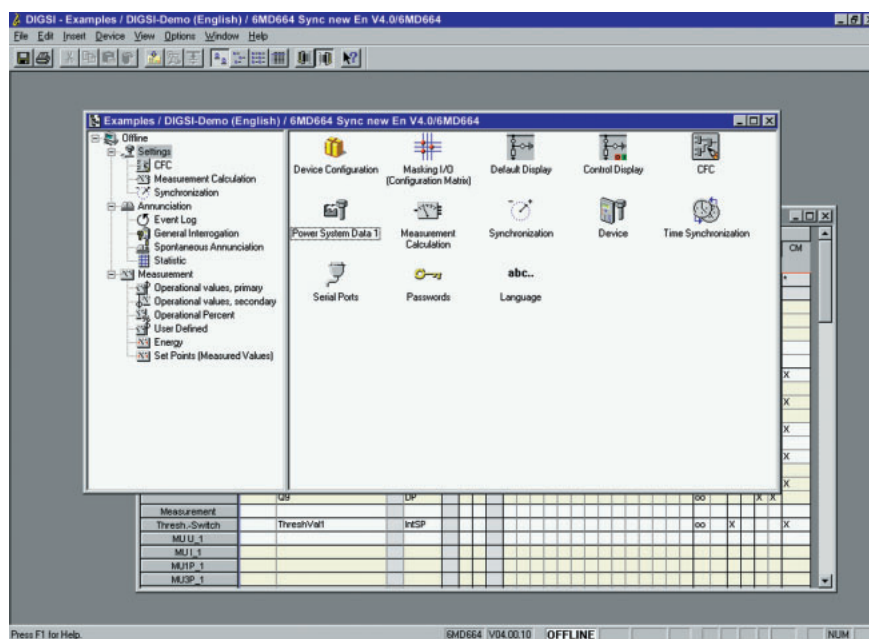 DIGSI - Examples / DIGSI-Demo (English) / 6MD664 Sync new En V4.0/6MD664
File Edit Insert Device View Options Window Help
Examples / DIGSI-Demo (English) / 6MD664 Sync new En V4.0/6MD664
Offline
Settings
CFC
Measurement Calculation
Synchronization
Annunciation
Event Log
General Interrogation
Spontaneous Annunciation
Statistic
Measurement
Operational values, primary
Operational values, secondary
Operational Percent
User Defined
Energy
Set Points (Measured Values)
Device Configuration
Masking I/O
(Configuration Matrix)
Default Display
Control Display
CFC
Power System Data 1
Measurement
Calculation
Synchronization
Device
Time Synchronization
Serial Ports
Passwords
abc..
Language
CM
*
X
X
X
X
X
Q9 DP oo X X
Measurement
Thresh.-Switch ThreshVal1 IntSP oo X X
MU U_1
MU I_1
MU1P_1
MU3P_1
Press F1 for Help. 6MD664 V04.00.10 OFFLINE NUM